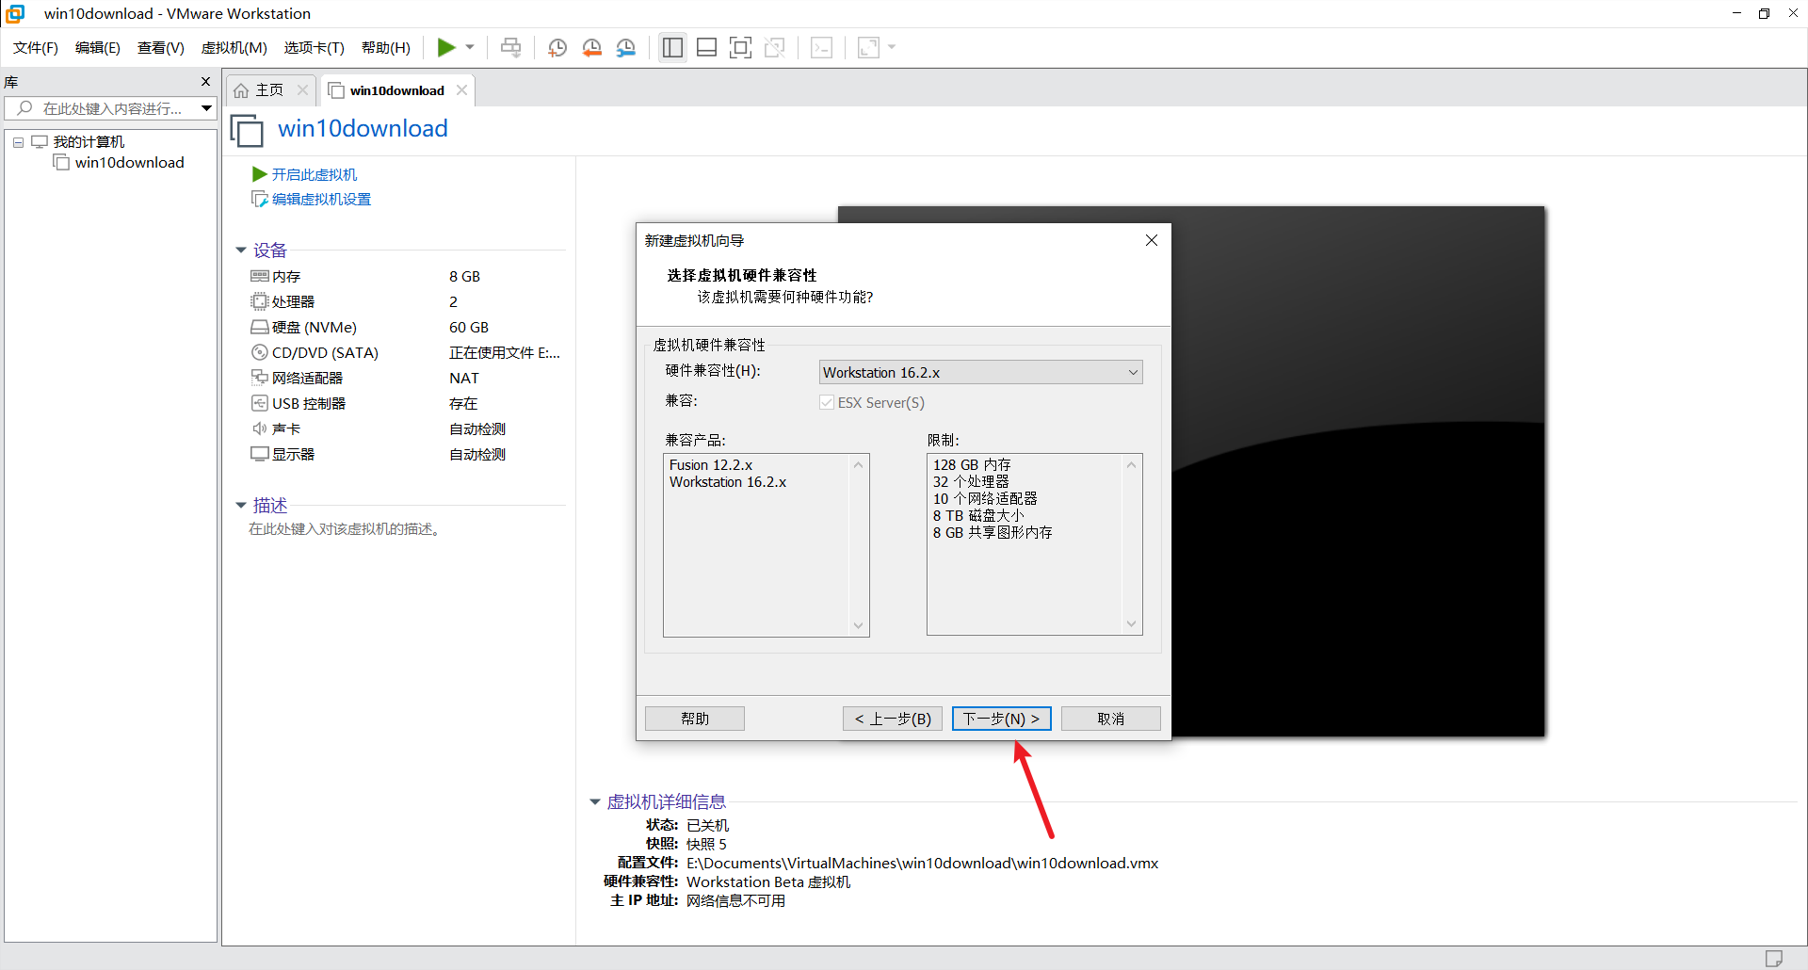 win10download - VMware Workstation
文件(F) 编辑(E) 查看(V) 虚拟机(M) 选项卡(T) 帮助(H)
库
在此处键入内容进行...
我的计算机
win10download
主页
win10download
win10download
开启此虚拟机
编辑虚拟机设置
设备
内存 8 GB
处理器 2
硬盘 (NVMe) 60 GB
CD/DVD (SATA) 正在使用文件 E:...
网络适配器 NAT
USB 控制器 存在
声卡 自动检测
显示器 自动检测
描述
在此处键入对该虚拟机的描述。
新建虚拟机向导
选择虚拟机硬件兼容性
该虚拟机需要何种硬件功能?
虚拟机硬件兼容性
硬件兼容性(H): Workstation 16.2.x
兼容: ESX Server(S)
兼容产品:
Fusion 12.2.x
Workstation 16.2.x
限制:
128 GB 内存
32 个处理器
10 个网络适配器
8 TB 磁盘大小
8 GB 共享图形内存
帮助 < 上一步(B) 下一步(N) > 取消
虚拟机详细信息
状态: 已关机
快照: 快照 5
配置文件: E:\Documents\VirtualMachines\win10download\win10download.vmx
硬件兼容性: Workstation Beta 虚拟机
主 IP 地址: 网络信息不可用